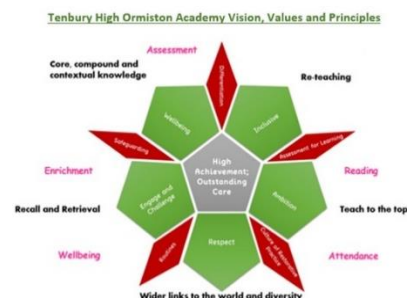 Tenbury High Ormiston Academy Vision, Values and Principles
Assessment
Core, compound and
contextual knowledge
Differentiation
Re-teaching
Wellbeing
Inclusive
Safeguarding
Assessment for Learning
High
Achievement;
Outstanding
Care
Enrichment
Reading
Engage and
Challenge
Ambition
Recall and Retrieval
Teach to the top
Respect
Routines
Culture of Restorative
Practice
Wellbeing
Attendance
Wider links to the world and diversity